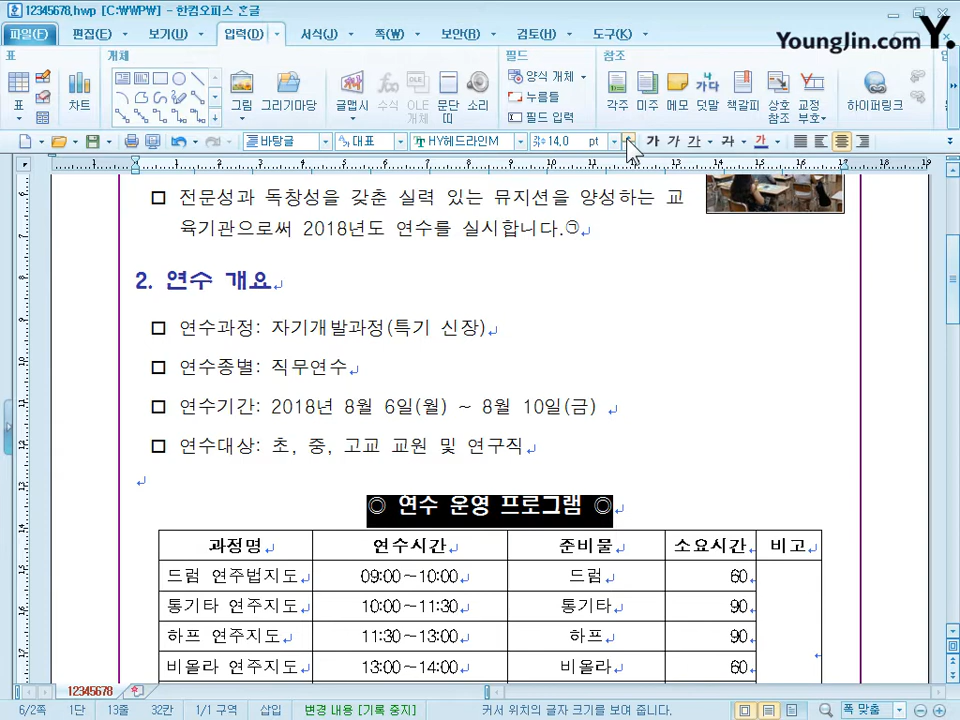 12345678.hwp [C:₩WP₩] - 한컴오피스 흔글
YoungJin.com Y.
파일(F) 편집(E) 보기(U) 입력(D) 서식(J) 쪽(W) 보안(R) 검토(H) 도구(K)
표 개체 필드 참조
표 차트 그림 그리기마당 글맵시 수식 OLE 개체 문단 띠 소리 양식 개체 누름틀 필드 입력 각주 미주 메모 덧말 책갈피 상호 참조 교정 부호 하이퍼링크
바탕글 대표 HY헤드라인M 14,0 pt 가 가 가 가 가
□ 전문성과 독창성을 갖춘 실력 있는 뮤지션을 양성하는 교
육기관으로써 2018년도 연수를 실시합니다.㉠
2. 연수 개요
□ 연수과정: 자기개발과정(특기 신장)
□ 연수종별: 직무연수
□ 연수기간: 2018년 8월 6일(월) ~ 8월 10일(금)
□ 연수대상: 초, 중, 고교 교원 및 연구직
◎ 연수 운영 프로그램 ◎
과정명 연수시간 준비물 소요시간 비고
드럼 연주법지도 09:00~10:00 드럼 60
통기타 연주지도 10:00~11:30 통기타 90
하프 연주지도 11:30~13:00 하프 90
비올라 연주지도 13:00~14:00 비올라 60
12345678
6/2쪽 1단 13줄 32칸 1/1 구역 삽입 변경 내용 [기록 중지] 커서 위치의 글자 크기를 보여 줍니다. 폭 맞춤